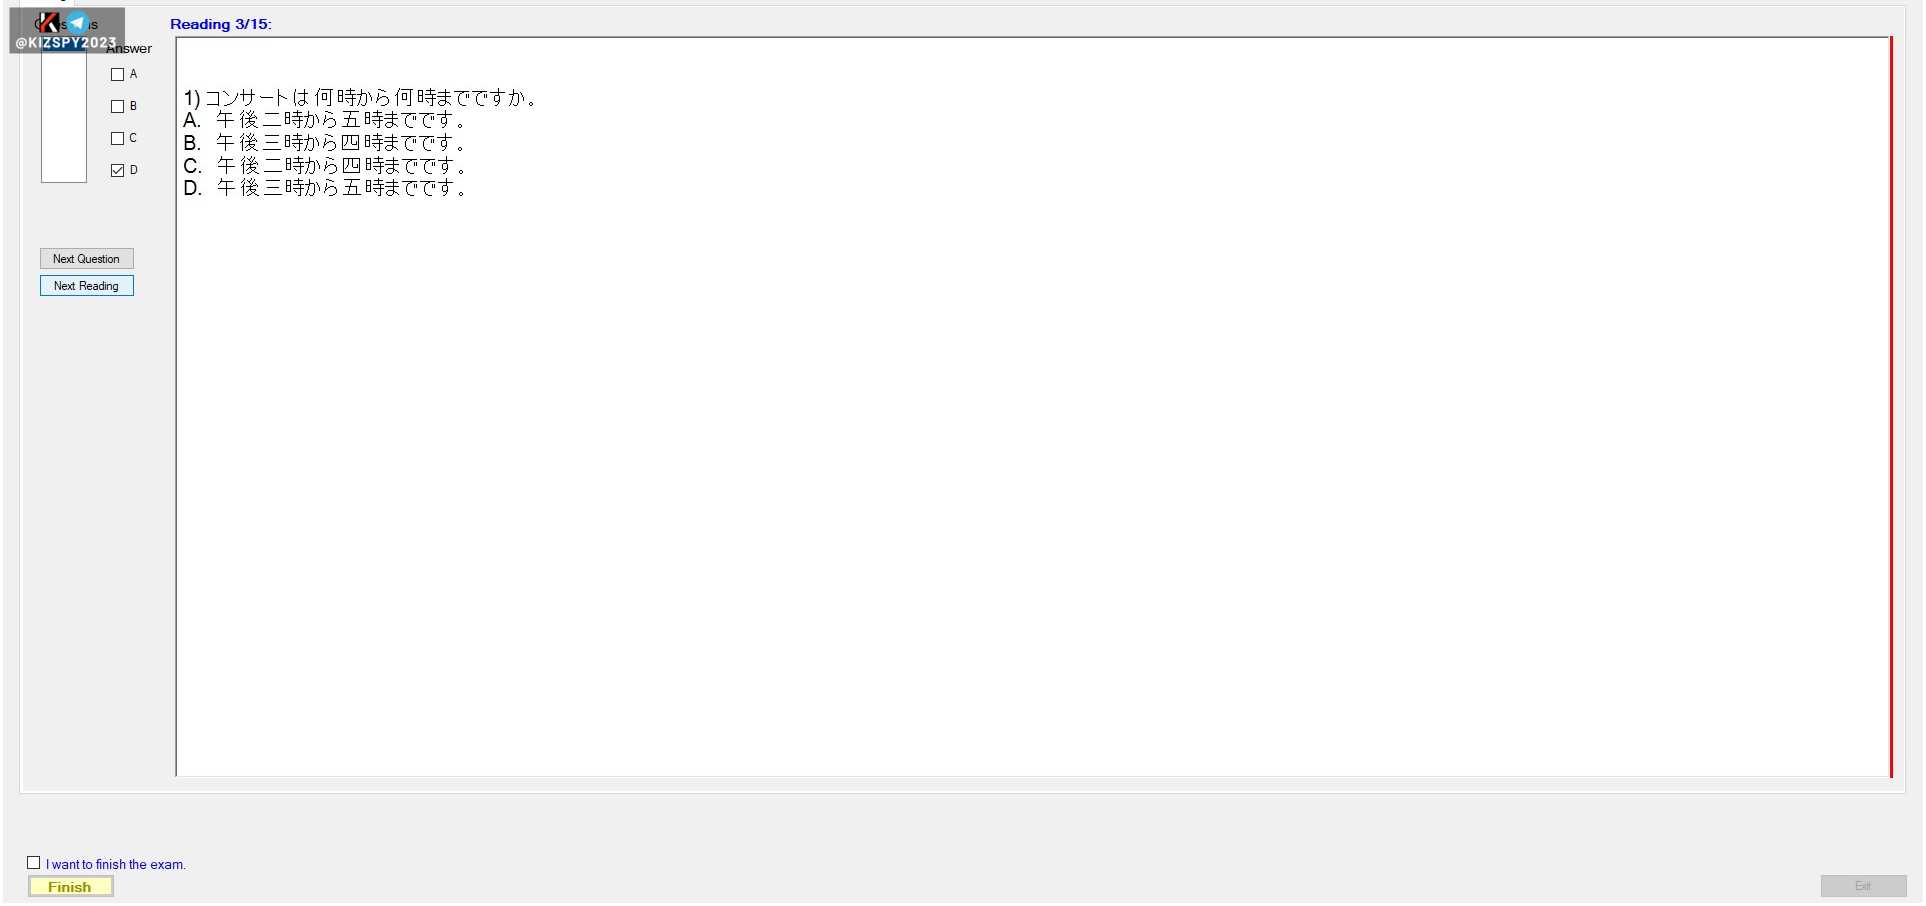 Reading 3/15:
@KIZSPY2023
Answer
A
B
C
D
Next Question
Next Reading
1) コンサートは何時から何時までですか。
A. 午後二時から五時までです。
B. 午後三時から四時までです。
C. 午後二時から四時までです。
D. 午後三時から五時までです。
I want to finish the exam.
Finish
Exit